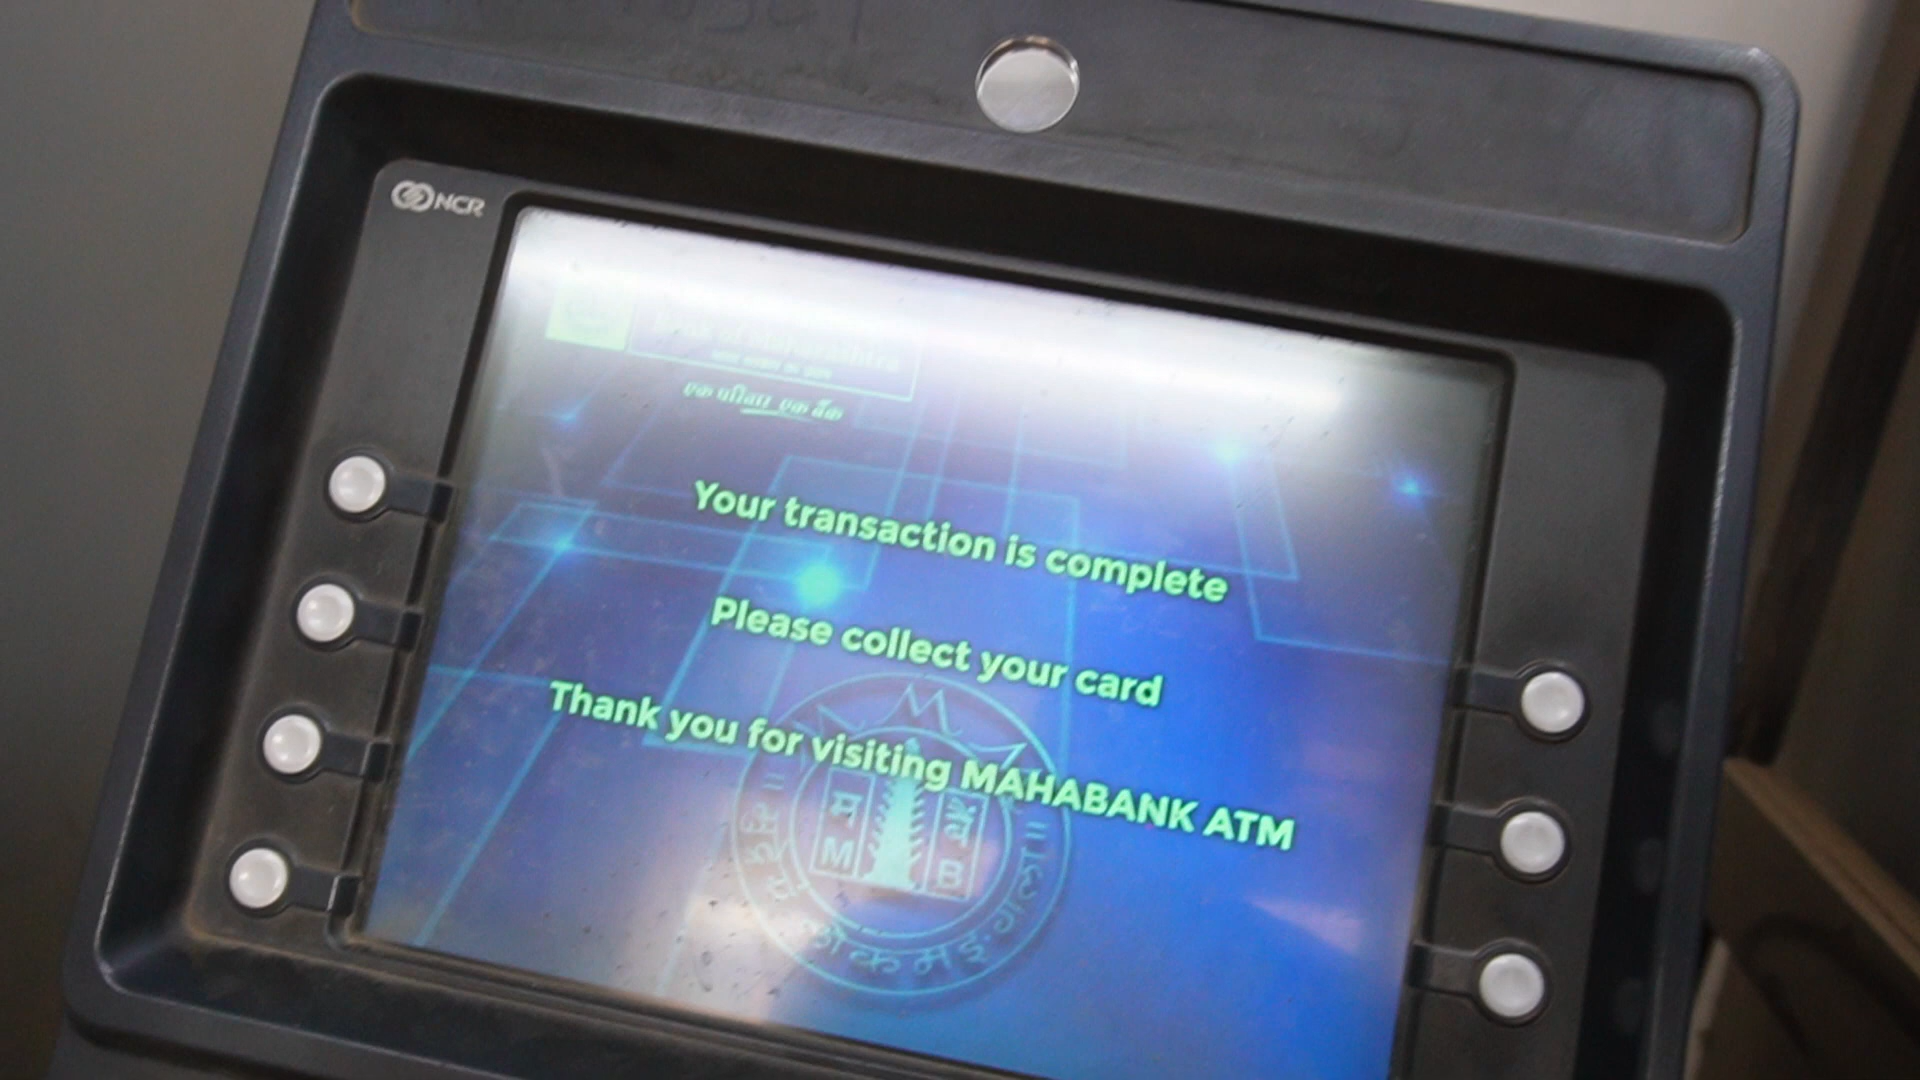 NCR
एक परिवार एक बैंक
Your transaction is complete
Please collect your card
Thank you for visiting MAHABANK ATM
म
M
B